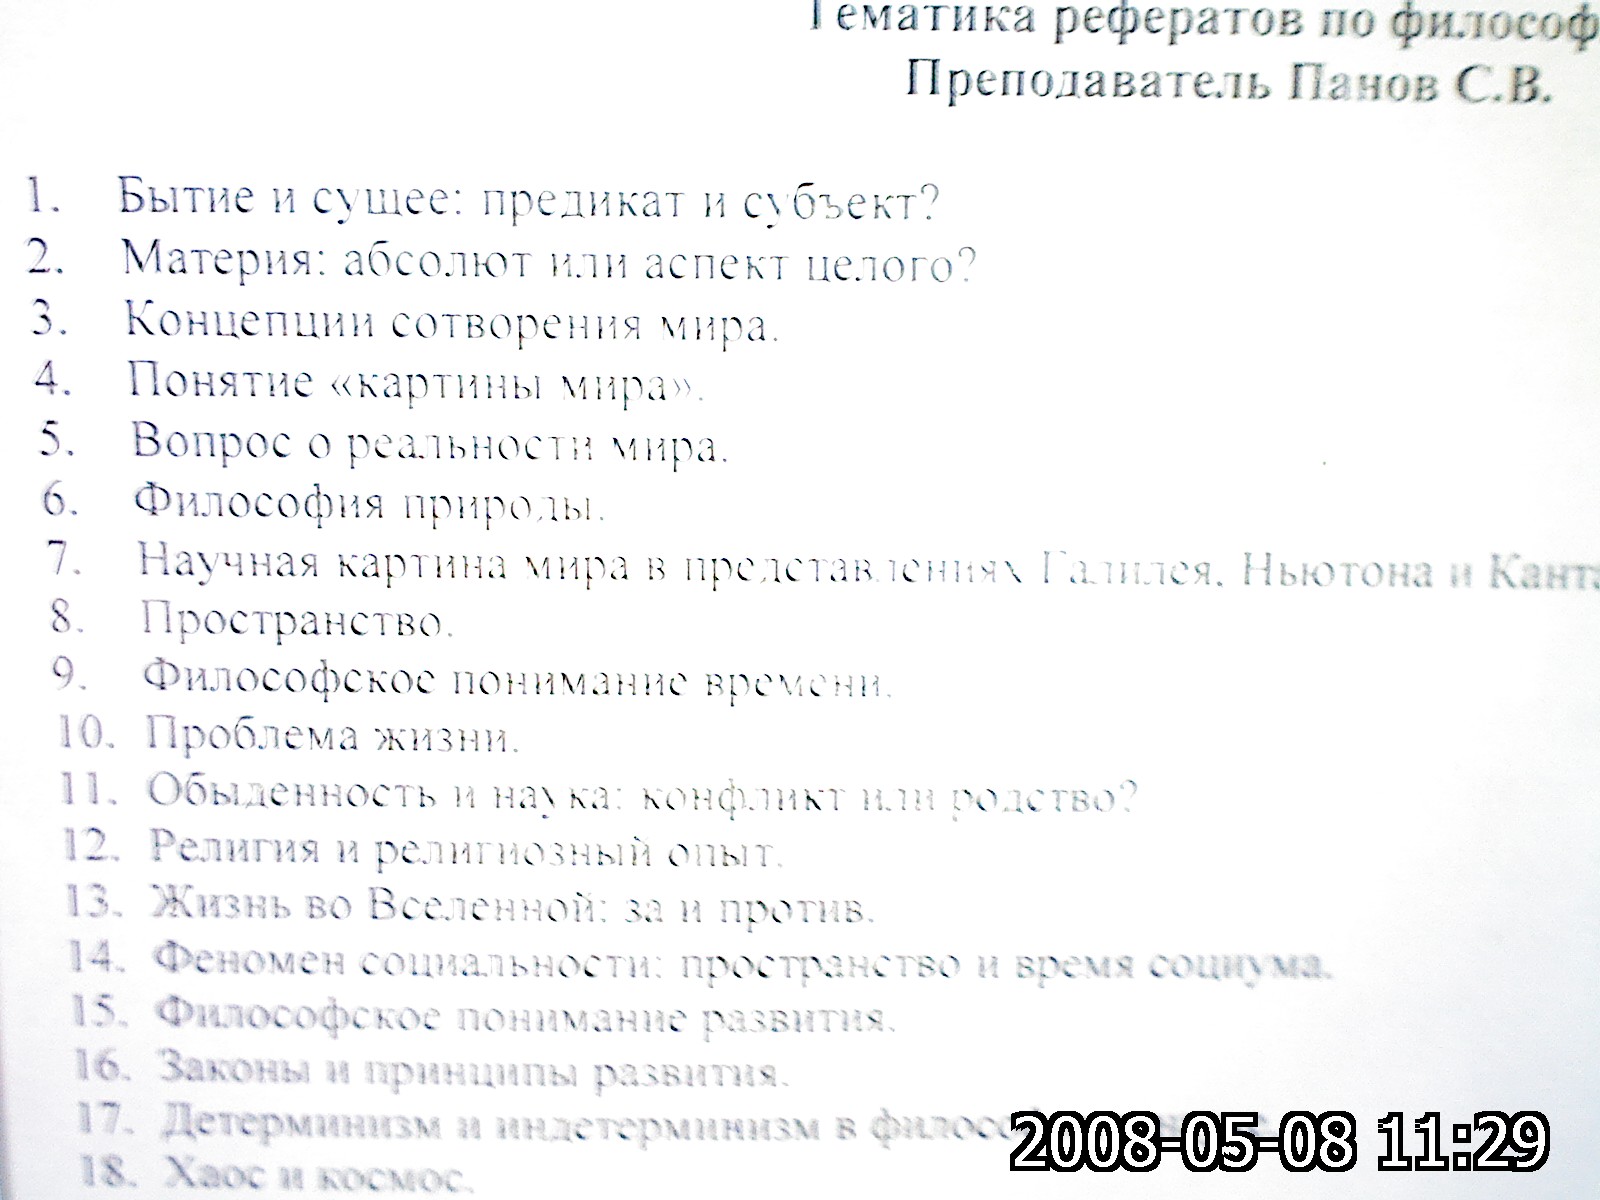 Тематика рефератов по философ
Преподаватель Панов С.В.
1. Бытие и сущее: предикат и субъект?
2. Материя: абсолют или аспект целого?
3. Концепции сотворения мира.
4. Понятие «картины мира».
5. Вопрос о реальности мира.
6. Философия природы.
7. Научная картина мира в представлениях Галилея, Ньютона и Канта
8. Пространство.
9. Философское понимание времени.
10. Проблема жизни.
11. Обыденность и наука: конфликт или родство?
12. Религия и религиозный опыт.
13. Жизнь во Вселенной: за и против.
14. Феномен социальности: пространство и время социума.
15. Философское понимание развития.
16. Законы и принципы развития.
17. Детерминизм и индетерминизм в филосо
18. Хаос и космос.
2008-05-08 11:29